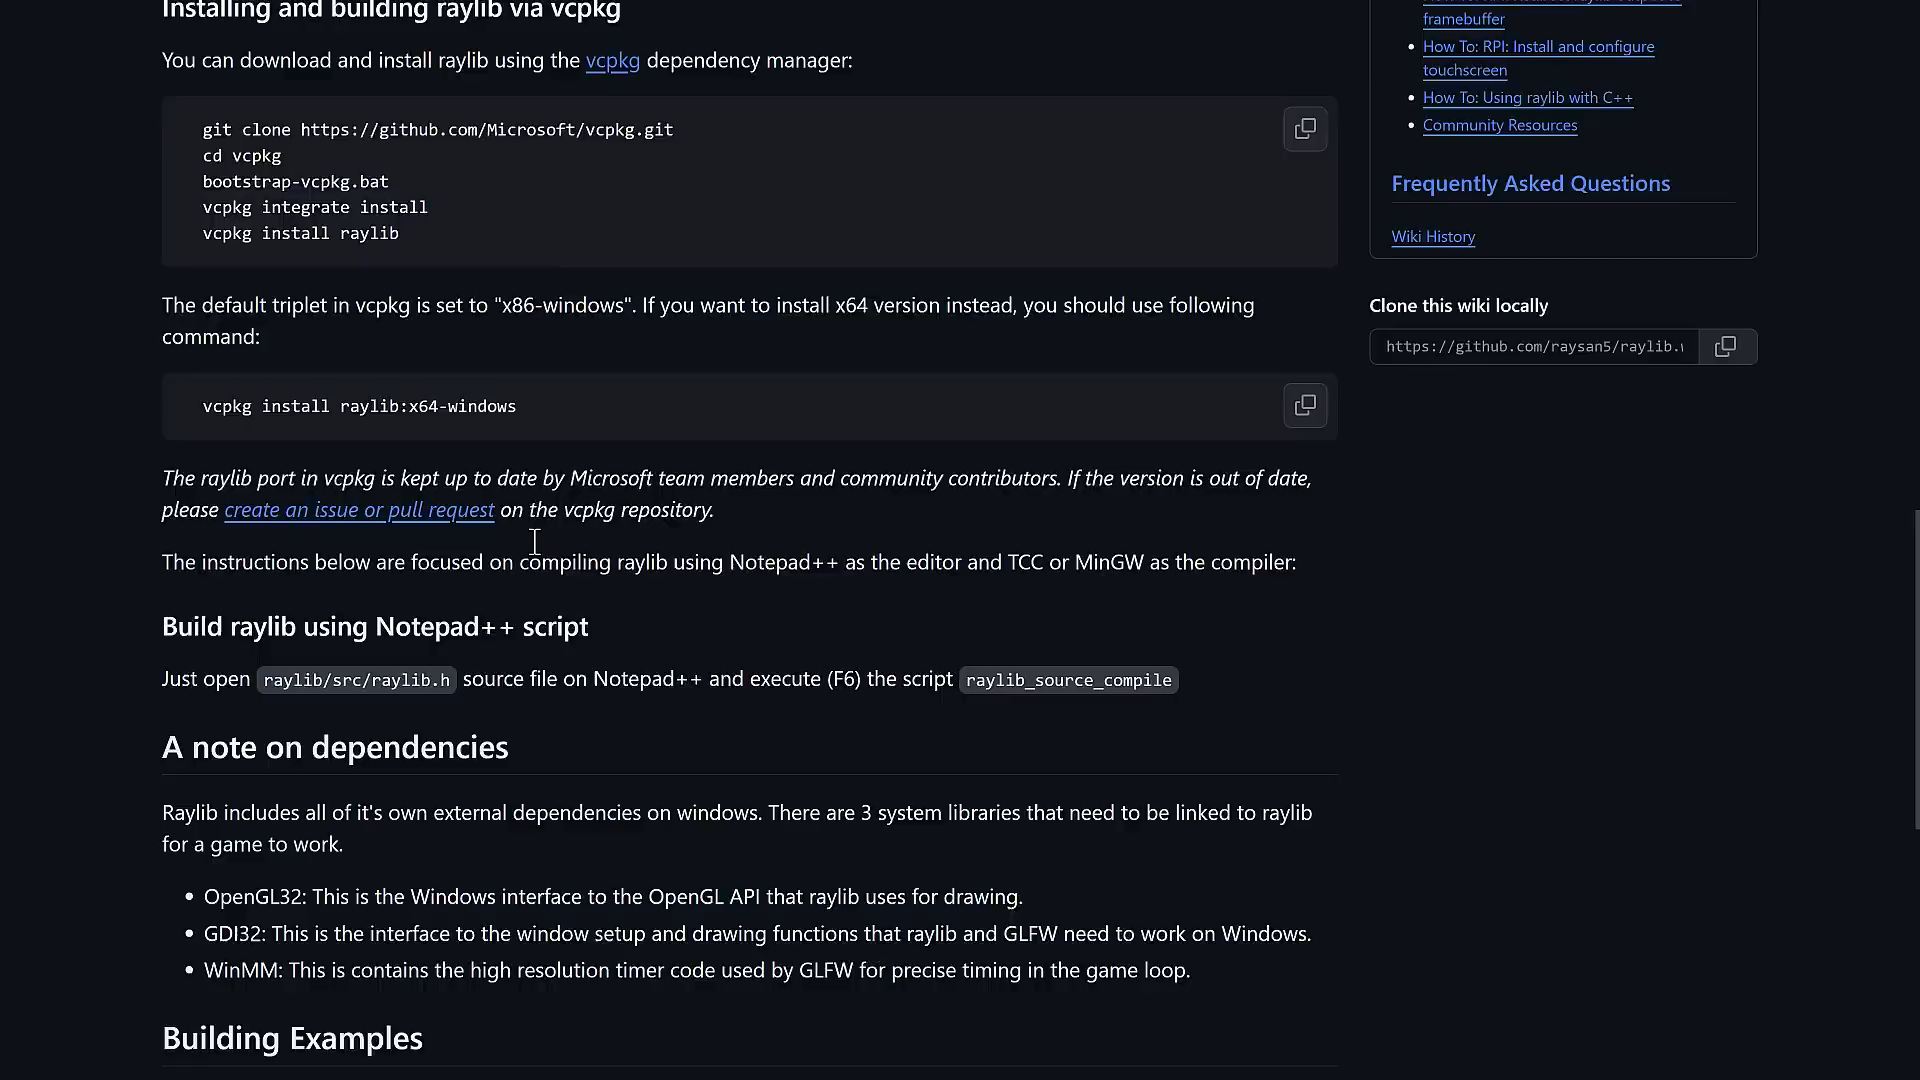 Installing and building raylib via vcpkg
You can download and install raylib using the vcpkg dependency manager:
git clone https://github.com/Microsoft/vcpkg.git
cd vcpkg
bootstrap-vcpkg.bat
vcpkg integrate install
vcpkg install raylib
The default triplet in vcpkg is set to "x86-windows". If you want to install x64 version instead, you should use following
command:
vcpkg install raylib:x64-windows
The raylib port in vcpkg is kept up to date by Microsoft team members and community contributors. If the version is out of date,
please create an issue or pull request on the vcpkg repository.
The instructions below are focused on compiling raylib using Notepad++ as the editor and TCC or MinGW as the compiler:
Build raylib using Notepad++ script
Just open raylib/src/raylib.h source file on Notepad++ and execute (F6) the script raylib_source_compile
A note on dependencies
Raylib includes all of it's own external dependencies on windows. There are 3 system libraries that need to be linked to raylib
for a game to work.
OpenGL32: This is the Windows interface to the OpenGL API that raylib uses for drawing.
GDI32: This is the interface to the window setup and drawing functions that raylib and GLFW need to work on Windows.
WinMM: This is contains the high resolution timer code used by GLFW for precise timing in the game loop.
Building Examples
framebuffer
How To: RPI: Install and configure
touchscreen
How To: Using raylib with C++
Community Resources
Frequently Asked Questions
Wiki History
Clone this wiki locally
https://github.com/raysan5/raylib.